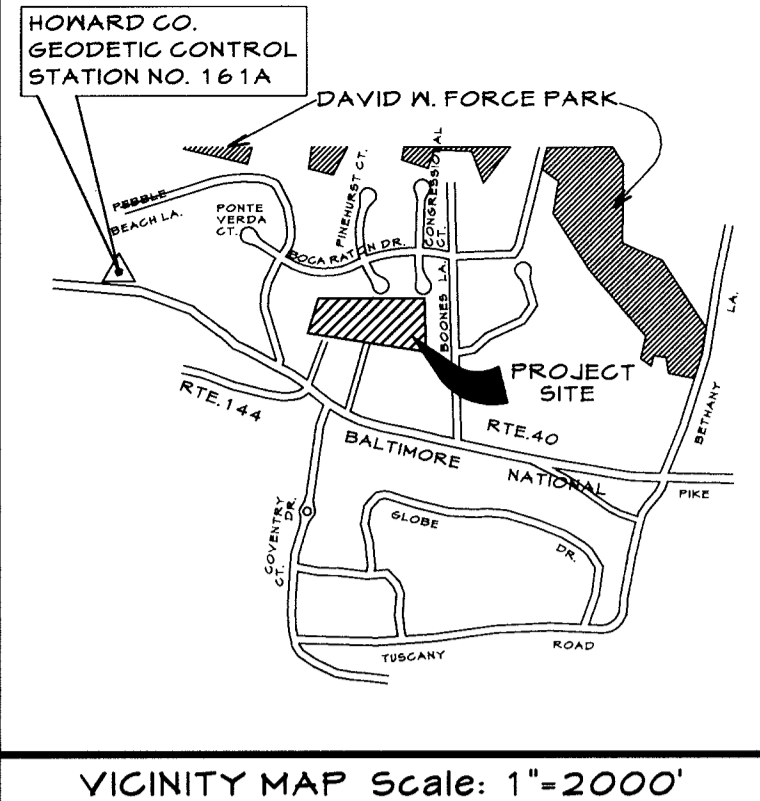 HOWARD CO.
GEODETIC CONTROL
STATION NO. 161A
DAVID W. FORCE PARK
PEBBLE
BEACH LA.
PONTE
VERDA
CT.
PINEHURST CT.
CONGRESSIONAL
CT.
BOCA RATON DR.
BOONES LA.
LA.
BETHANY
PROJECT
SITE
RTE.144
RTE.40
BALTIMORE
NATIONAL
PIKE
COVENTRY
DR.
CT.
GLOBE
DR.
TUSCANY
ROAD
VICINITY MAP Scale: 1"=2000'